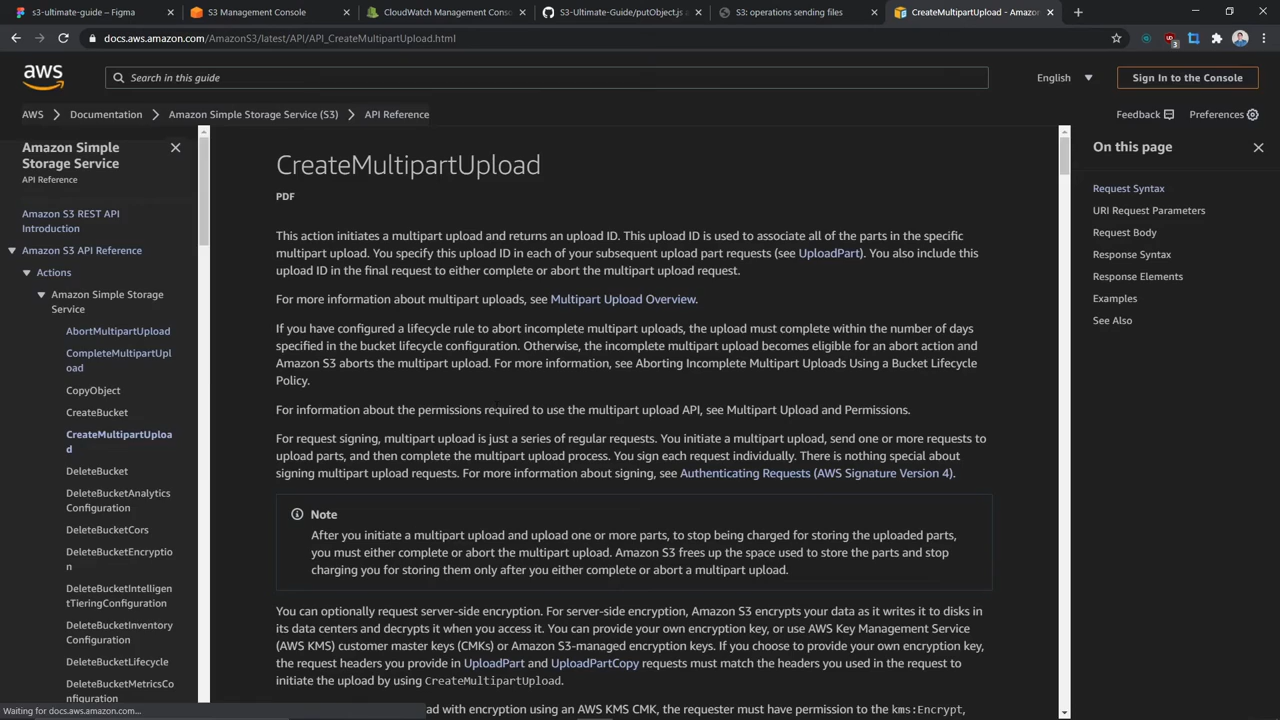 s3-ultimate-guide – Figma
S3 Management Console
CloudWatch Management Cons
S3-Ultimate-Guide/putObject.js a
S3: operations sending files
CreateMultipartUpload - Amazon
docs.aws.amazon.com/AmazonS3/latest/API/API_CreateMultipartUpload.html
3
aws
Search in this guide
English
Sign In to the Console
AWS
Documentation
Amazon Simple Storage Service (S3)
API Reference
Feedback
Preferences
Amazon Simple
Storage Service
API Reference
Amazon S3 REST API
Introduction
Amazon S3 API Reference
Actions
Amazon Simple Storage
Service
AbortMultipartUpload
CompleteMultipartUpl
oad
CopyObject
CreateBucket
CreateMultipartUploa
d
DeleteBucket
DeleteBucketAnalytics
Configuration
DeleteBucketCors
DeleteBucketEncryptio
n
DeleteBucketIntelligen
tTieringConfiguration
DeleteBucketInventory
Configuration
DeleteBucketLifecycle
DeleteBucketMetricsCo
nfiguration
Waiting for docs.aws.amazon.com...
CreateMultipartUpload
PDF
This action initiates a multipart upload and returns an upload ID. This upload ID is used to associate all of the parts in the specific
multipart upload. You specify this upload ID in each of your subsequent upload part requests (see UploadPart). You also include this
upload ID in the final request to either complete or abort the multipart upload request.
For more information about multipart uploads, see Multipart Upload Overview.
If you have configured a lifecycle rule to abort incomplete multipart uploads, the upload must complete within the number of days
specified in the bucket lifecycle configuration. Otherwise, the incomplete multipart upload becomes eligible for an abort action and
Amazon S3 aborts the multipart upload. For more information, see Aborting Incomplete Multipart Uploads Using a Bucket Lifecycle
Policy.
For information about the permissions required to use the multipart upload API, see Multipart Upload and Permissions.
For request signing, multipart upload is just a series of regular requests. You initiate a multipart upload, send one or more requests to
upload parts, and then complete the multipart upload process. You sign each request individually. There is nothing special about
signing multipart upload requests. For more information about signing, see Authenticating Requests (AWS Signature Version 4).
Note
After you initiate a multipart upload and upload one or more parts, to stop being charged for storing the uploaded parts,
you must either complete or abort the multipart upload. Amazon S3 frees up the space used to store the parts and stop
charging you for storing them only after you either complete or abort a multipart upload.
You can optionally request server-side encryption. For server-side encryption, Amazon S3 encrypts your data as it writes it to disks in
its data centers and decrypts it when you access it. You can provide your own encryption key, or use AWS Key Management Service
(AWS KMS) customer master keys (CMKs) or Amazon S3-managed encryption keys. If you choose to provide your own encryption key,
the request headers you provide in UploadPart and UploadPartCopy requests must match the headers you used in the request to
initiate the upload by using CreateMultipartUpload.
ad with encryption using an AWS KMS CMK, the requester must have permission to the kms:Encrypt,
On this page
Request Syntax
URI Request Parameters
Request Body
Response Syntax
Response Elements
Examples
See Also